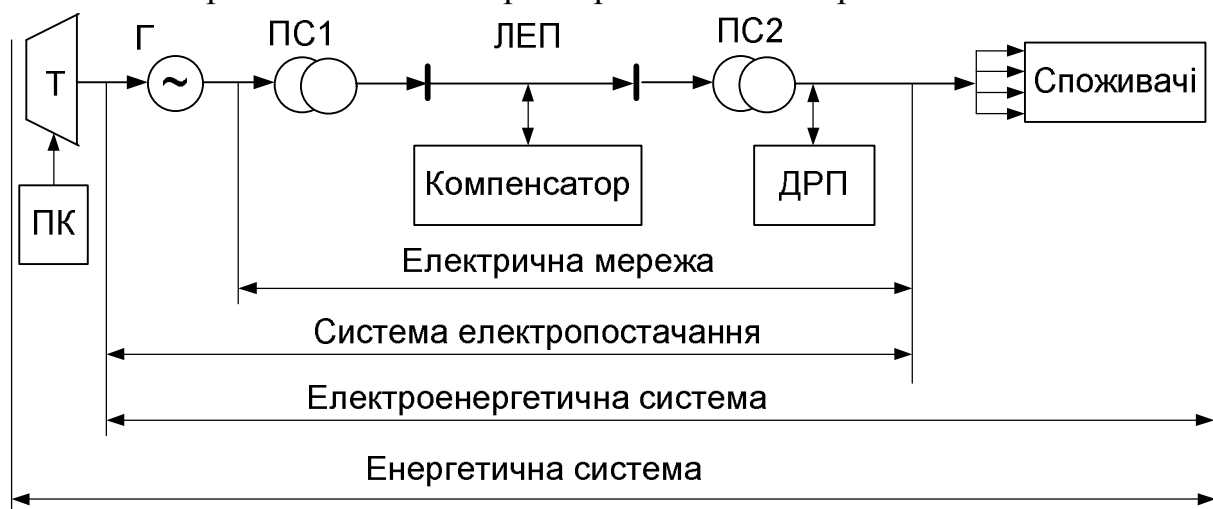 Г
ПС1
ЛЕП
ПС2
Т
~
Споживачі
Компенсатор
ДРП
ПК
Електрична мережа
Система електропостачання
Електроенергетична система
Енергетична система